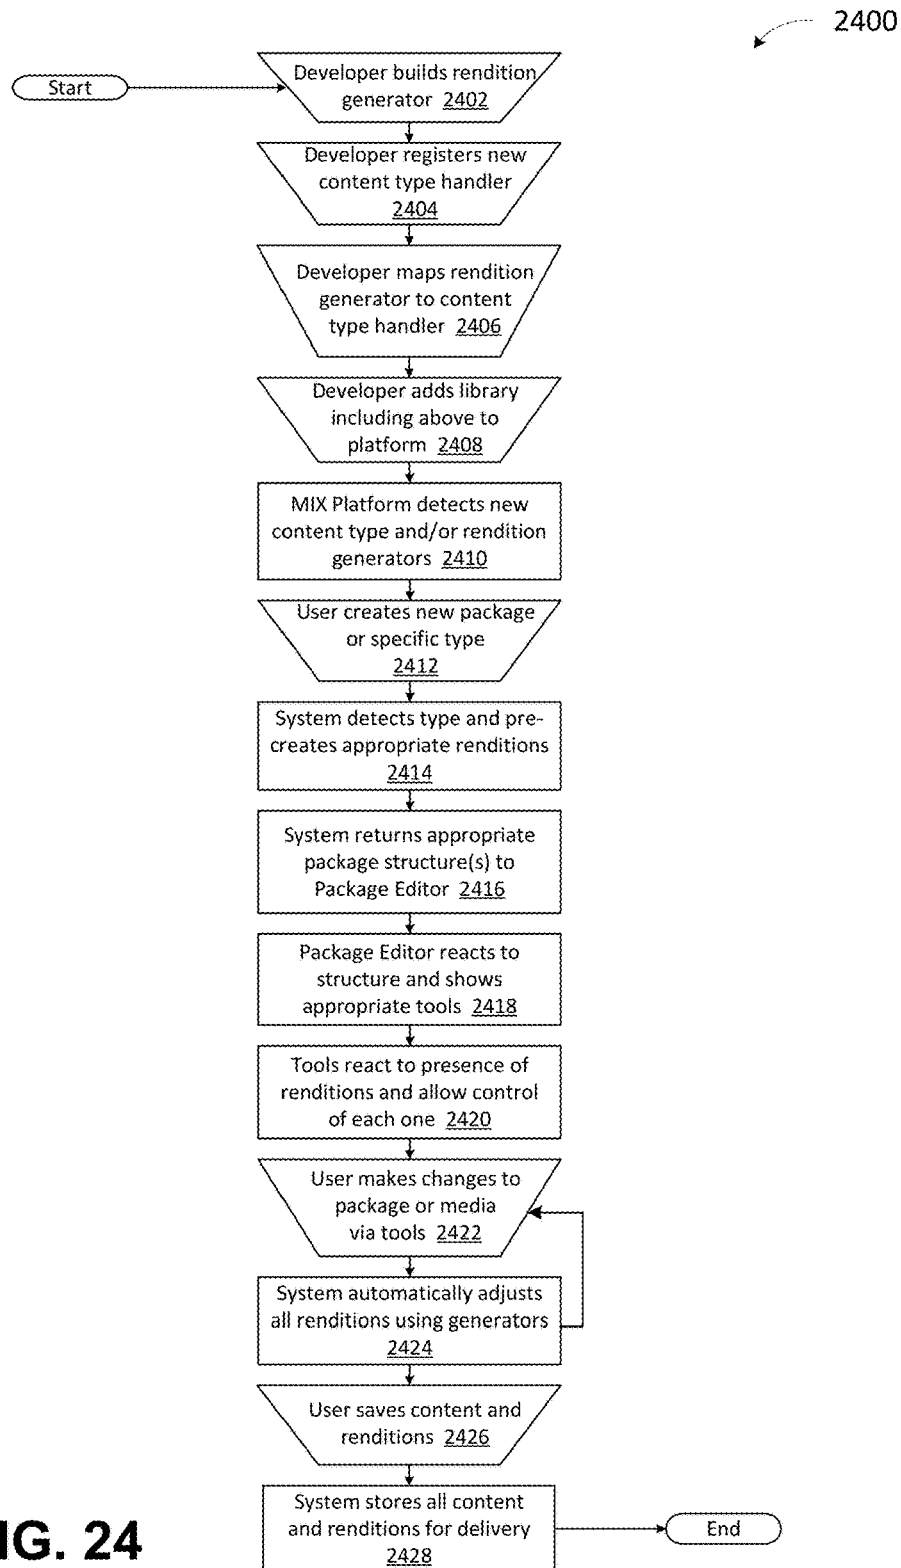 2400
Start
Developer builds rendition
generator 2402
Developer registers new
content type handler
2404
Developer maps rendition
generator to content
type handler 2406
Developer adds library
including above to
platform 2408
MIX Platform detects new
content type and/or rendition
generators 2410
User creates new package
or specific type
2412
System detects type and pre-
creates appropriate renditions
2414
System returns appropriate
package structure(s) to
Package Editor 2416
Package Editor reacts to
structure and shows
appropriate tools 2418
Tools react to presence of
renditions and allow control
of each one 2420
User makes changes to
package or media
via tools 2422
System automatically adjusts
all renditions using generators
2424
User saves content and
renditions 2426
System stores all content
and renditions for delivery
2428
End
IG. 24